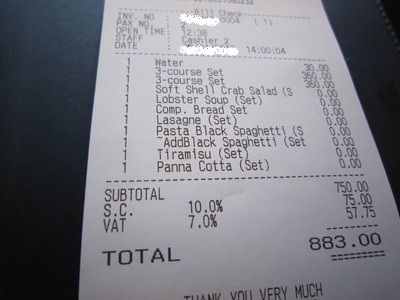 Bill Check
INV. NO : 0004 ( 1)
PAX NO. : 2
OPEN TIME: 12:38
STAFF : Cashier 2
DATE : 14:00:04
1 Water 30.00
1 3-course Set 360.00
1 3-course Set 360.00
1 Soft Shell Crab Salad (S 0.00
1 Lobster Soup (Set) 0.00
1 Comp. Bread Set 0.00
1 Lasagne (Set) 0.00
1 Pasta Black Spaghetti (S 0.00
1 ~AddBlack Spaghetti (Set 0.00
1 Tiramisu (Set) 0.00
1 Panna Cotta (Set) 0.00
SUBTOTAL 750.00
S.C. 10.0% 75.00
VAT 7.0% 57.75
TOTAL 883.00
THANK YOU VERY MUCH